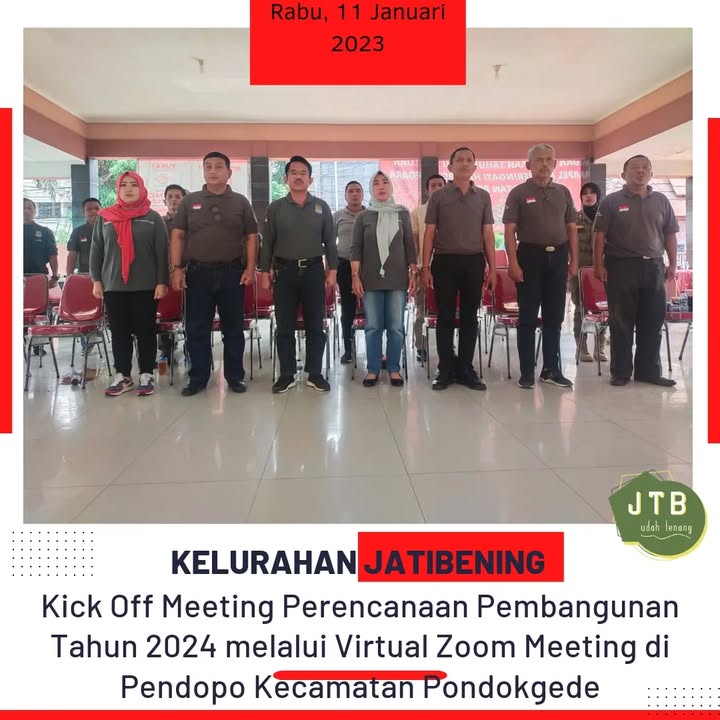 Rabu, 11 Januari
2023
JTB
udah tenang
KELURAHAN JATIBENING
Kick Off Meeting Perencanaan Pembangunan
Tahun 2024 melalui Virtual Zoom Meeting di
Pendopo Kecamatan Pondokgede